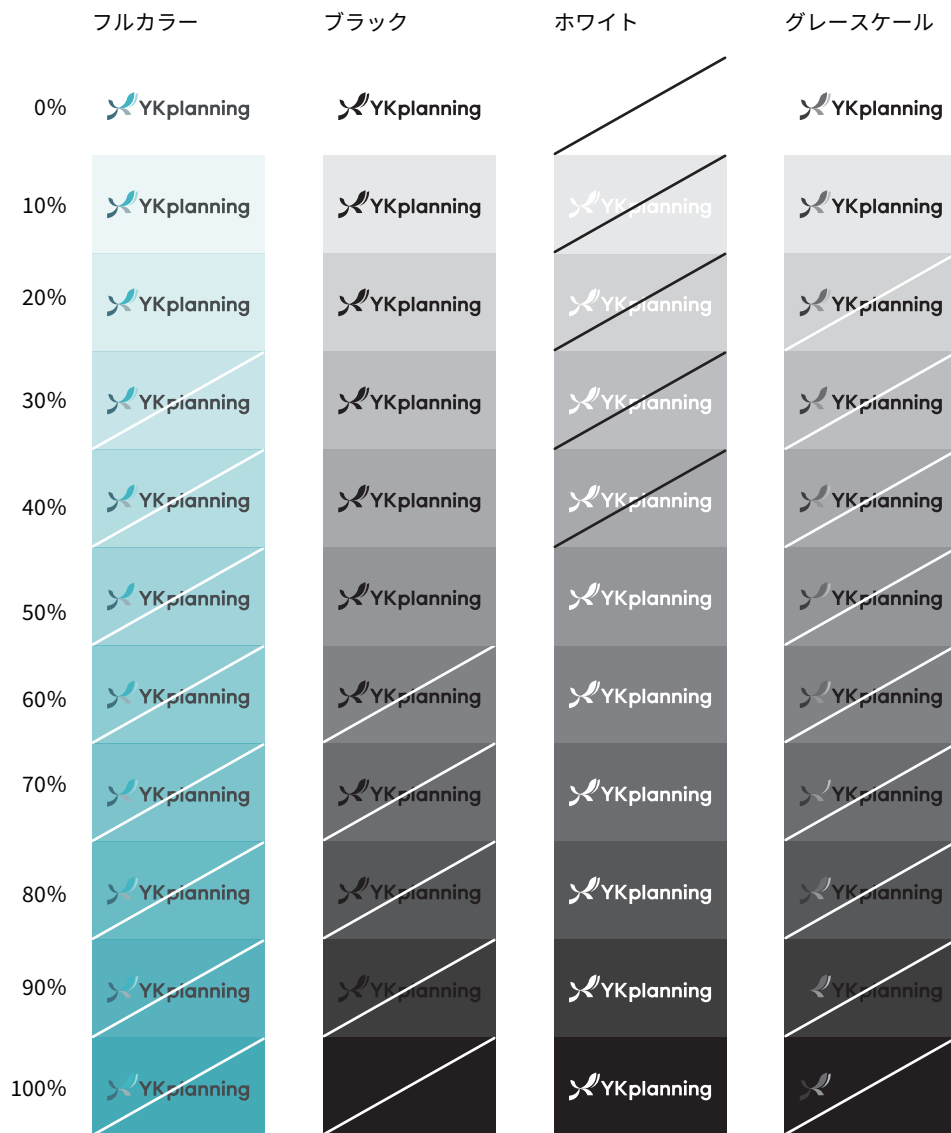 フルカラー ブラック ホワイト グレースケール
0% YKplanning YKplanning YKplanning
10% YKplanning YKplanning YKplanning YKplanning
20% YKplanning YKplanning YKplanning YKplanning
30% YKplanning YKplanning YKplanning YKplanning
40% YKplanning YKplanning YKplanning YKplanning
50% YKplanning YKplanning YKplanning YKplanning
60% YKplanning YKplanning YKplanning YKplanning
70% YKplanning YKplanning YKplanning YKplanning
80% YKplanning YKplanning YKplanning YKplanning
90% YKplanning YKplanning YKplanning YKplanning
100% YKplanning YKplanning